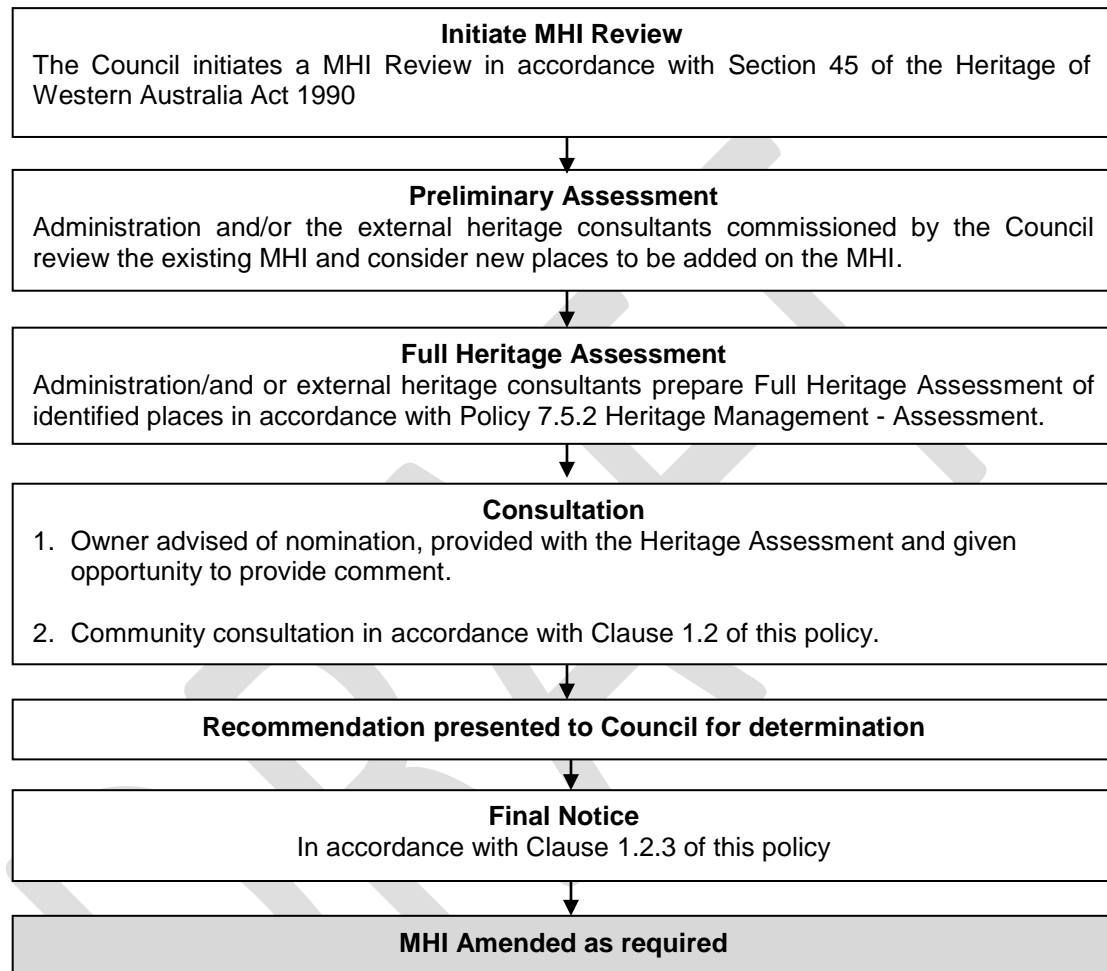 Initiate MHI Review
The Council initiates a MHI Review in accordance with Section 45 of the Heritage of
Western Australia Act 1990
Preliminary Assessment
Administration and/or the external heritage consultants commissioned by the Council
review the existing MHI and consider new places to be added on the MHI.
Full Heritage Assessment
Administration/and or external heritage consultants prepare Full Heritage Assessment of
identified places in accordance with Policy 7.5.2 Heritage Management - Assessment.
Consultation
1. Owner advised of nomination, provided with the Heritage Assessment and given
opportunity to provide comment.
2. Community consultation in accordance with Clause 1.2 of this policy.
Recommendation presented to Council for determination
Final Notice
In accordance with Clause 1.2.3 of this policy
MHI Amended as required
DRAFT